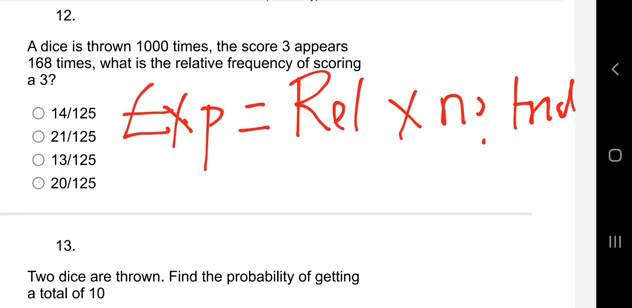 12.
A dice is thrown 1000 times, the score 3 appears
168 times, what is the relative frequency of scoring
a 3?
14/125
21/125
13/125
20/125
Exp = Rel × no: trial
13.
Two dice are thrown. Find the probability of getting
a total of 10